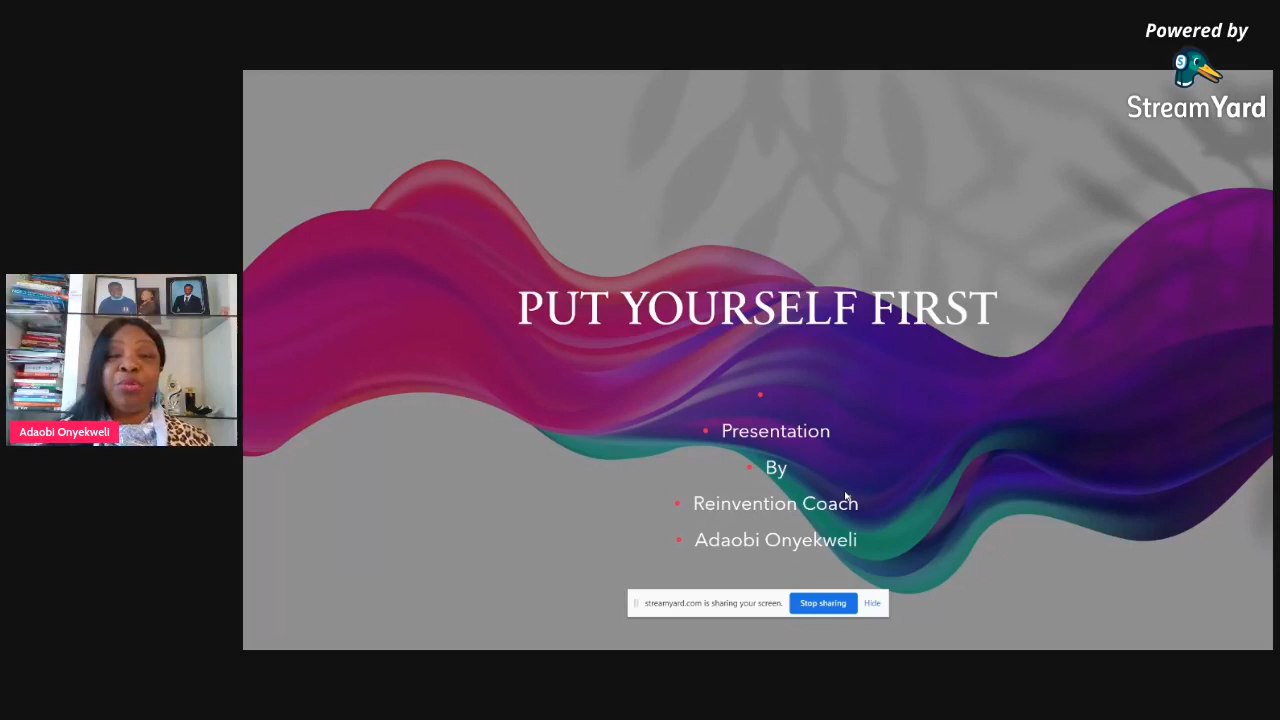 Powered by
StreamYard
PUT YOURSELF FIRST
Presentation
By
Reinvention Coach
Adaobi Onyekweli
Adaobi Onyekweli
streamyard.com is sharing your screen. Stop sharing Hide